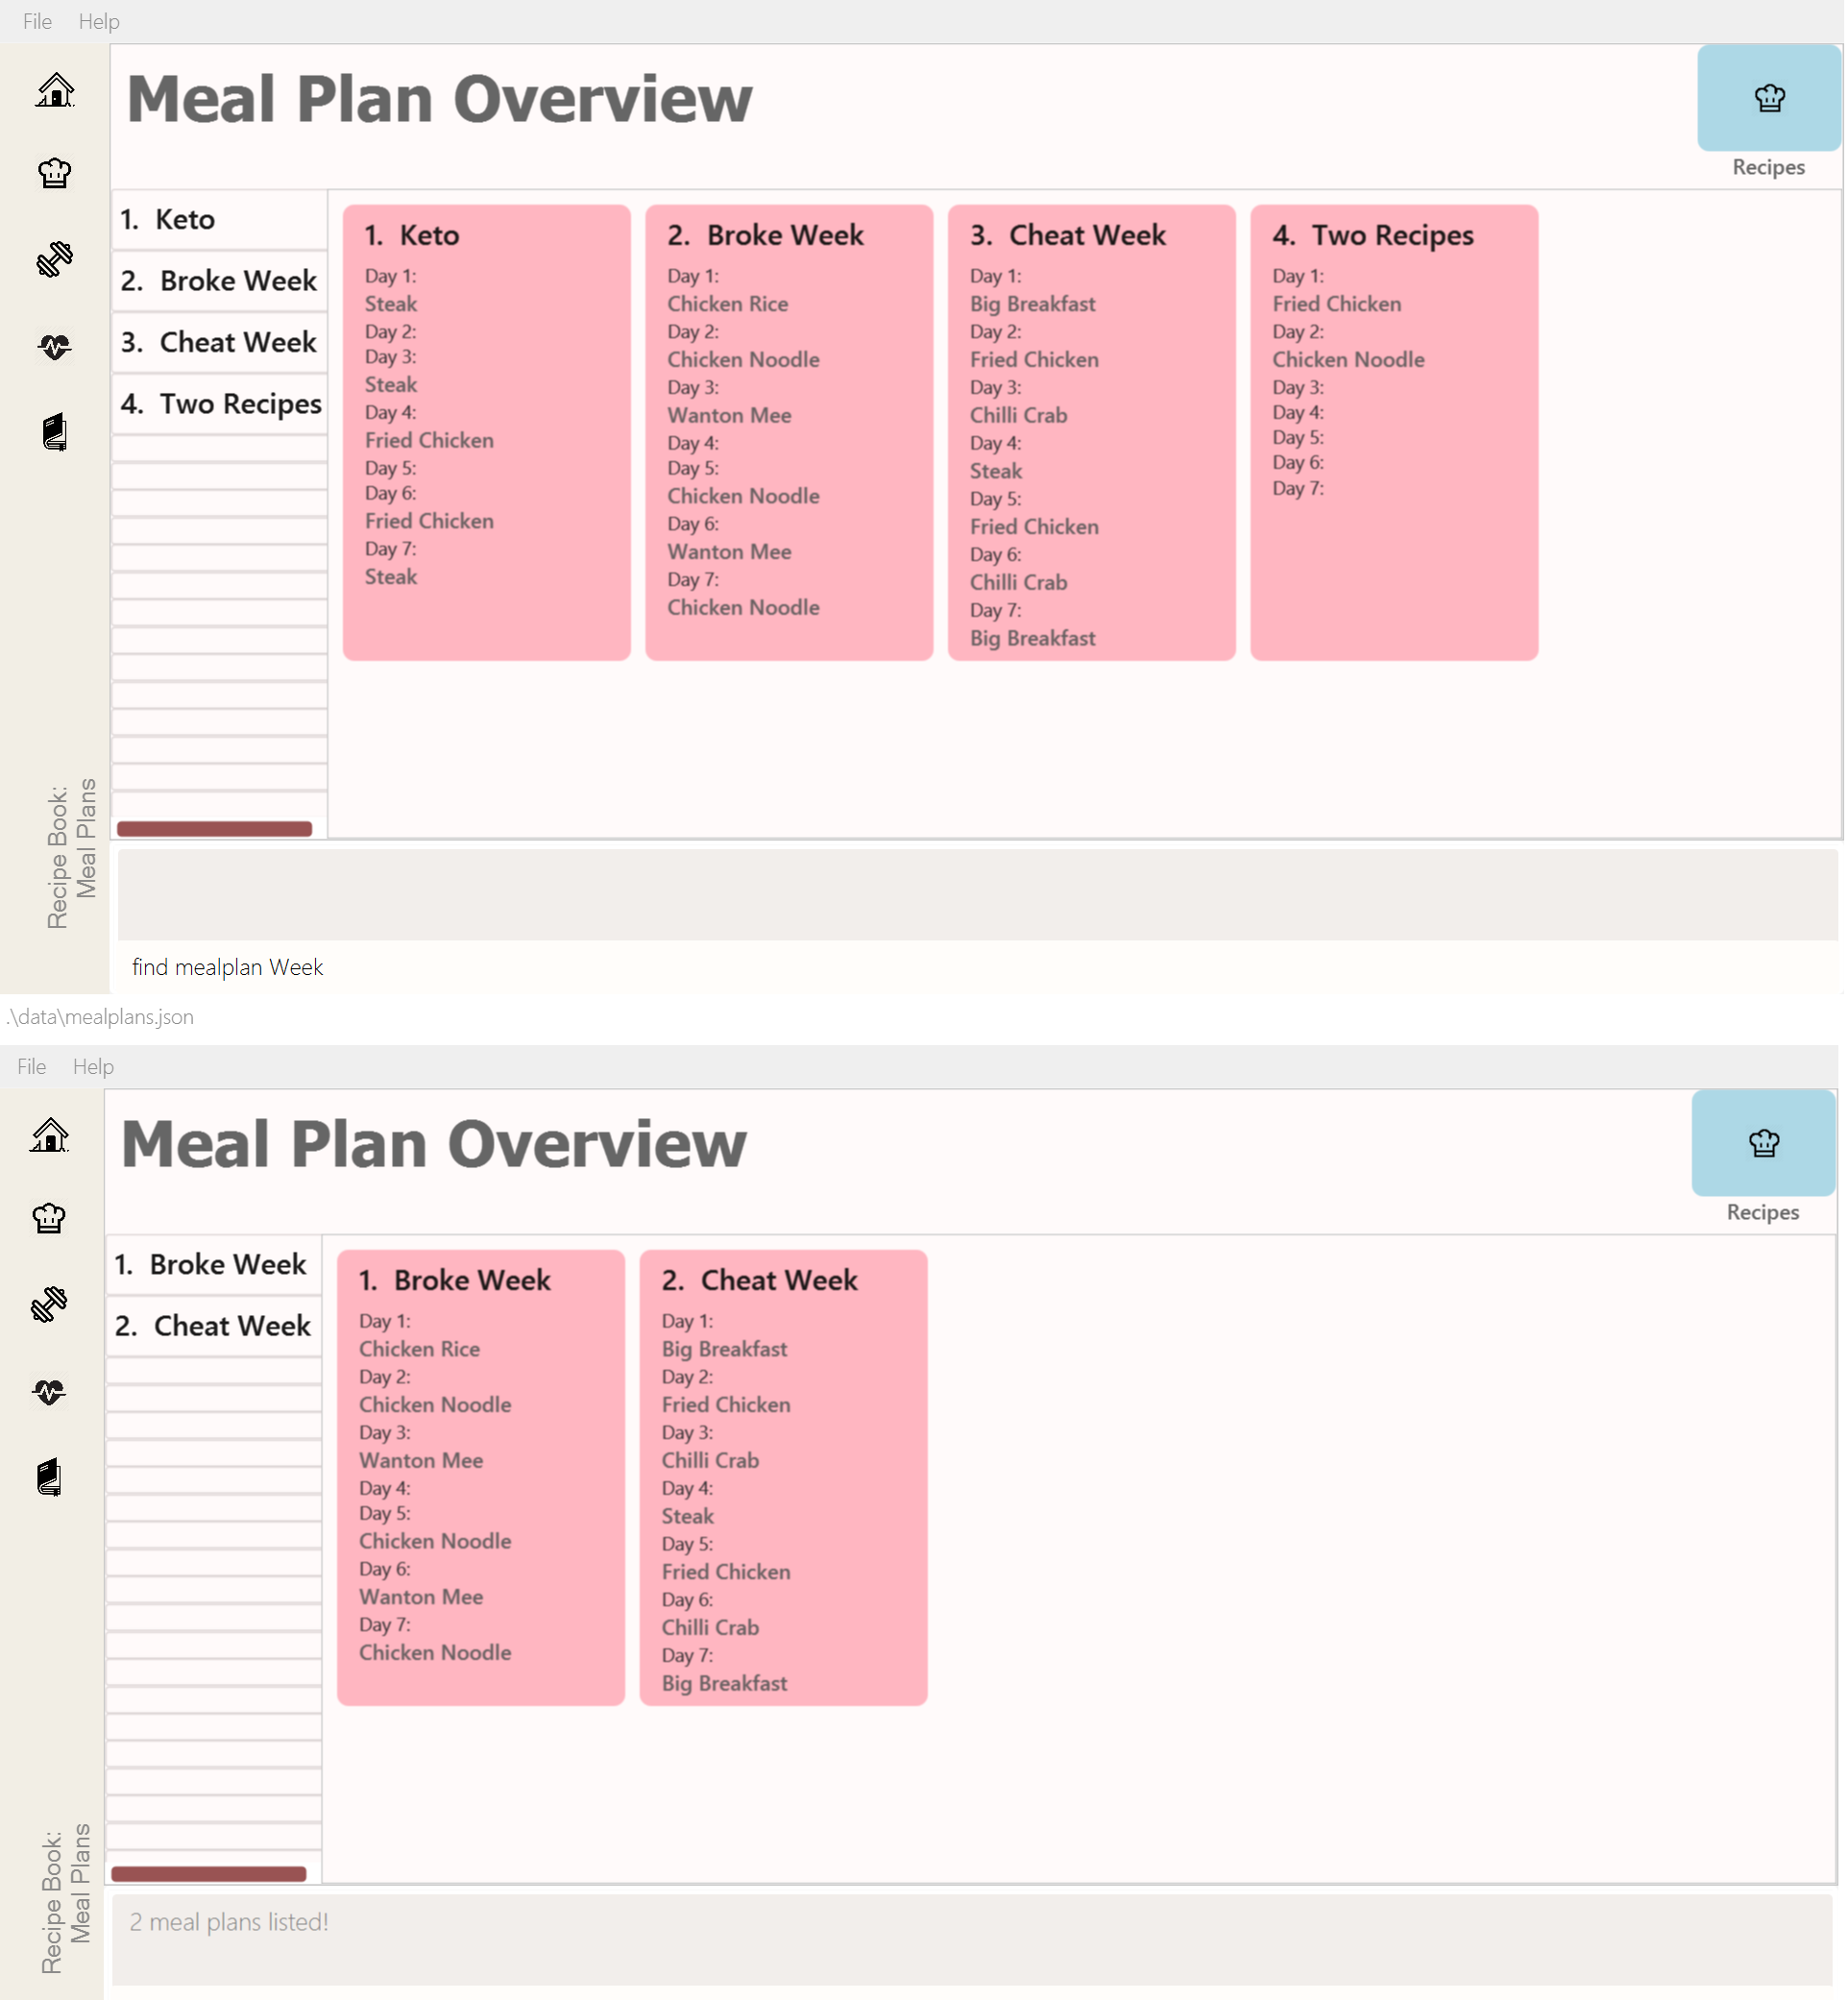 File Help
Meal Plan Overview
Recipes
1. Keto
2. Broke Week
3. Cheat Week
4. Two Recipes
1. Keto
Day 1:
Steak
Day 2:
Day 3:
Steak
Day 4:
Fried Chicken
Day 5:
Day 6:
Fried Chicken
Day 7:
Steak
2. Broke Week
Day 1:
Chicken Rice
Day 2:
Chicken Noodle
Day 3:
Wanton Mee
Day 4:
Day 5:
Chicken Noodle
Day 6:
Wanton Mee
Day 7:
Chicken Noodle
3. Cheat Week
Day 1:
Big Breakfast
Day 2:
Fried Chicken
Day 3:
Chilli Crab
Day 4:
Steak
Day 5:
Fried Chicken
Day 6:
Chilli Crab
Day 7:
Big Breakfast
4. Two Recipes
Day 1:
Fried Chicken
Day 2:
Chicken Noodle
Day 3:
Day 4:
Day 5:
Day 6:
Day 7:
Recipe Book:
Meal Plans
find mealplan Week
.\data\mealplans.json
File Help
Meal Plan Overview
Recipes
1. Broke Week
2. Cheat Week
1. Broke Week
Day 1:
Chicken Rice
Day 2:
Chicken Noodle
Day 3:
Wanton Mee
Day 4:
Day 5:
Chicken Noodle
Day 6:
Wanton Mee
Day 7:
Chicken Noodle
2. Cheat Week
Day 1:
Big Breakfast
Day 2:
Fried Chicken
Day 3:
Chilli Crab
Day 4:
Steak
Day 5:
Fried Chicken
Day 6:
Chilli Crab
Day 7:
Big Breakfast
Recipe Book:
Meal Plans
2 meal plans listed!